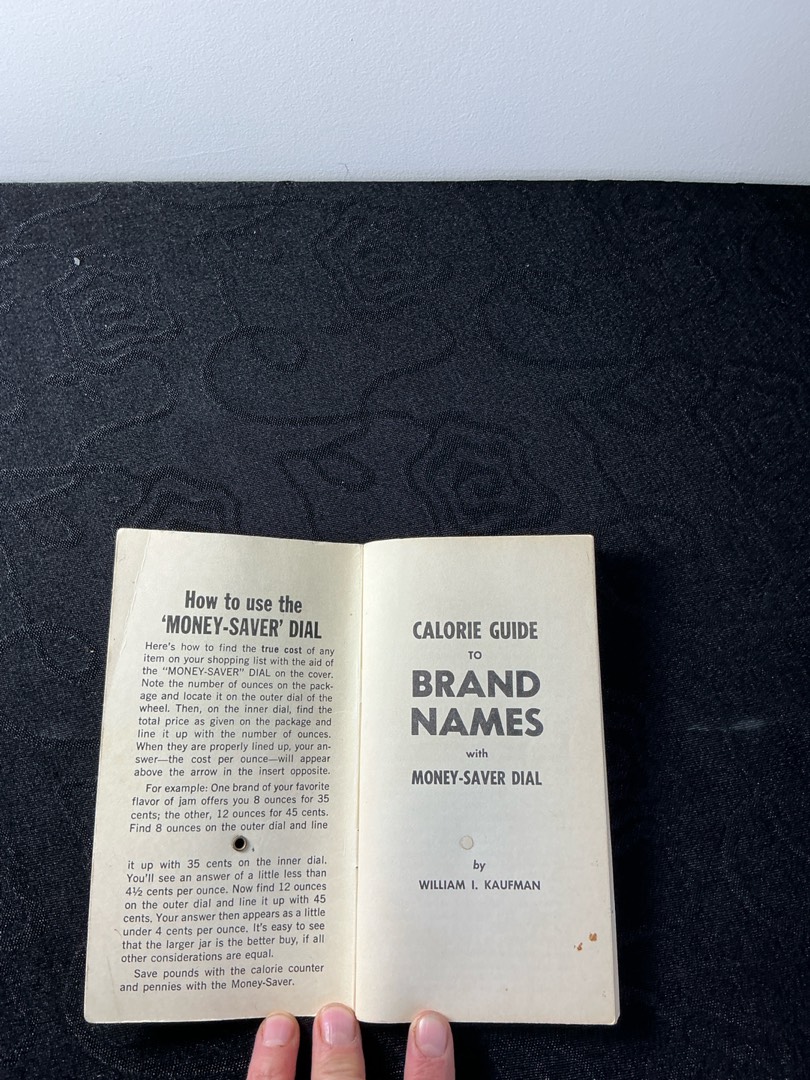 How to use the
‘MONEY-SAVER’ DIAL
Here's how to find the true cost of any
item on your shopping list with the aid of
the "MONEY-SAVER" DIAL on the cover.
Note the number of ounces on the pack-
age and locate it on the outer dial of the
wheel. Then, on the inner dial, find the
total price as given on the package and
line it up with the number of ounces.
When they are properly lined up, your an-
swer—the cost per ounce—will appear
above the arrow in the insert opposite.
For example: One brand of your favorite
flavor of jam offers you 8 ounces for 35
cents; the other, 12 ounces for 45 cents.
Find 8 ounces on the outer dial and line
it up with 35 cents on the inner dial.
You'll see an answer of a little less than
4½ cents per ounce. Now find 12 ounces
on the outer dial and line it up with 45
cents. Your answer then appears as a little
under 4 cents per ounce. It's easy to see
that the larger jar is the better buy, if all
other considerations are equal.
Save pounds with the calorie counter
and pennies with the Money-Saver.
CALORIE GUIDE
TO
BRAND
NAMES
with
MONEY-SAVER DIAL
by
WILLIAM I. KAUFMAN